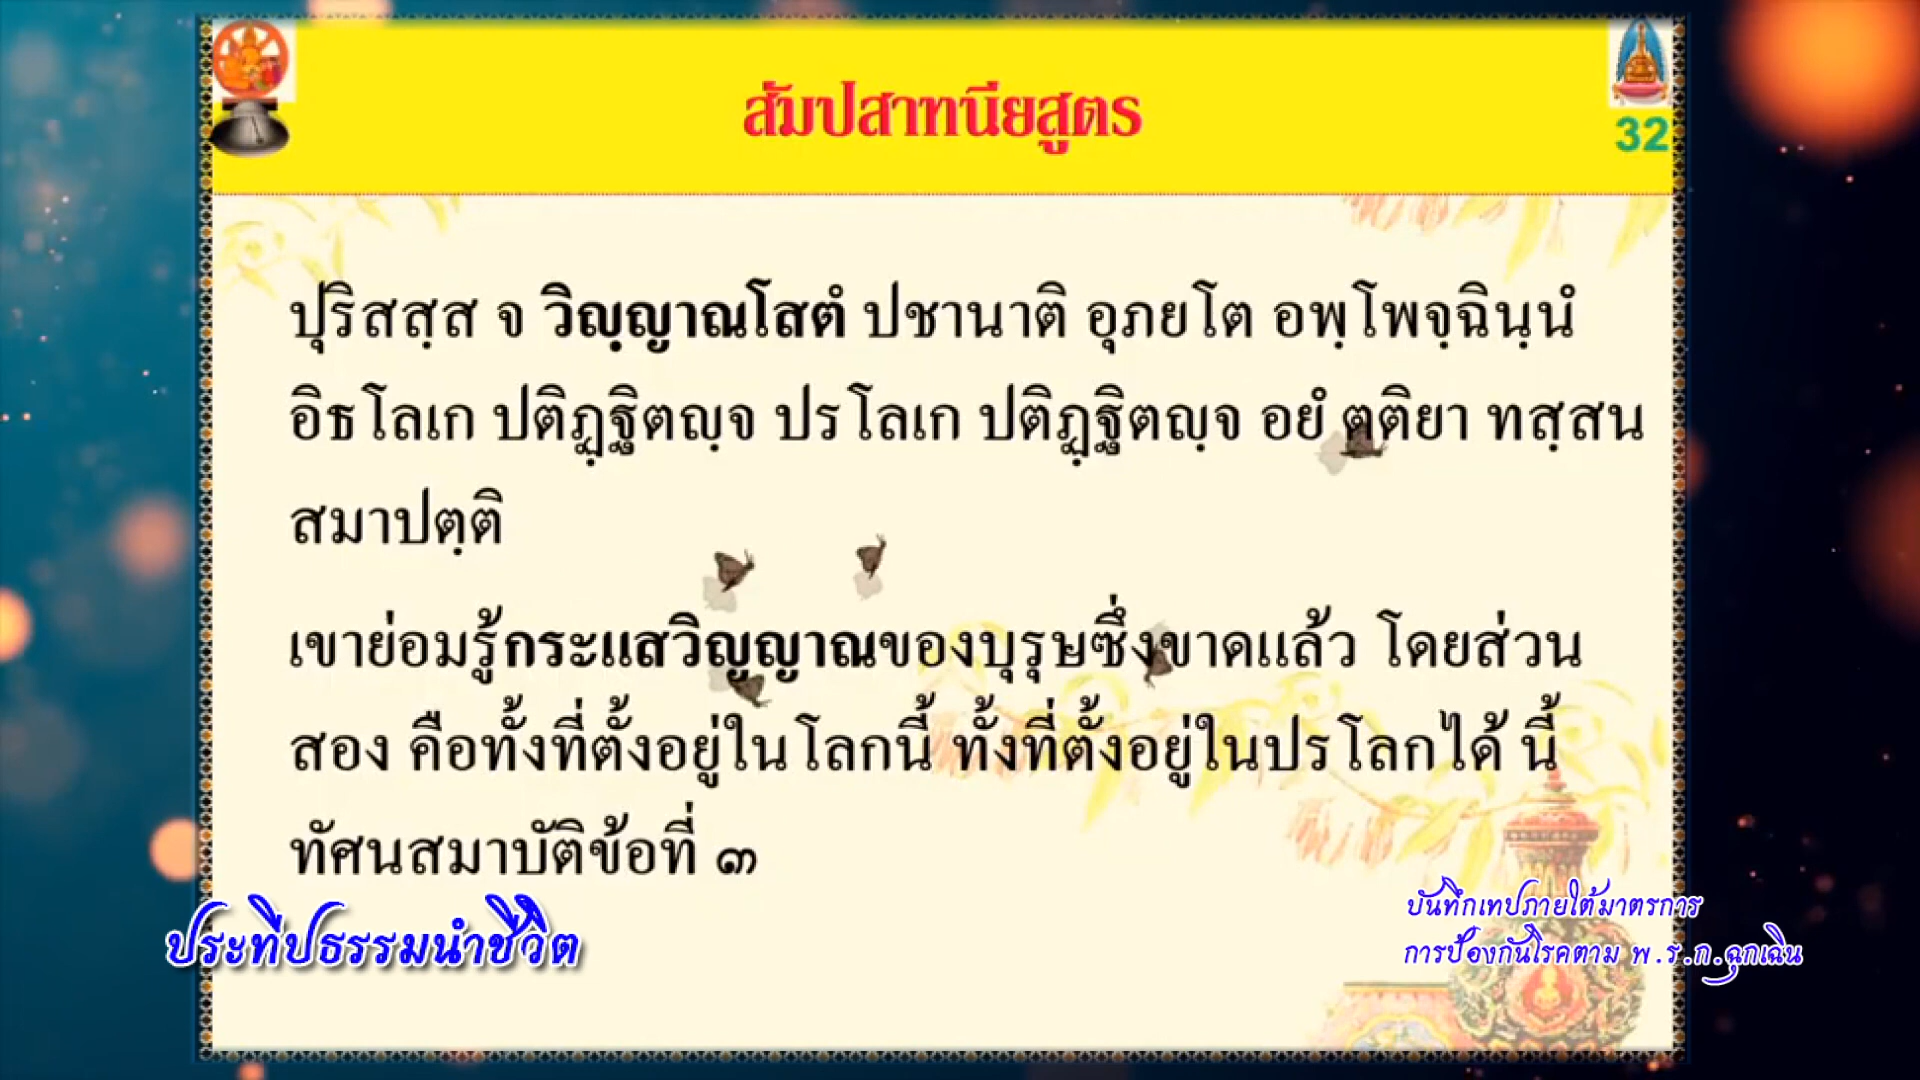 สัมปสาทนียสูตร
32
ปุริสสฺส จ วิญฺญาณโสตํ ปชานาติ อุภยโต อพฺโพจฺฉินฺนํ
อิธโลเก ปติฏฺฐิตญฺจ ปรโลเก ปติฏฺฐิตญฺจ อยํ ตติยา ทสฺสน
สมาปตฺติ
เขาย่อมรู้กระแสวิญญาณของบุรุษซึ่งขาดแล้ว โดยส่วน
สอง คือทั้งที่ตั้งอยู่ในโลกนี้ ทั้งที่ตั้งอยู่ในปรโลกได้ นี้
ทัศนสมาบัติข้อที่ ๓
ประทีปธรรมนำชีวิต
บันทึกเทปภายใต้มาตรการ
การป้องกันโรคตาม พ.ร.ก.ฉุกเฉิน